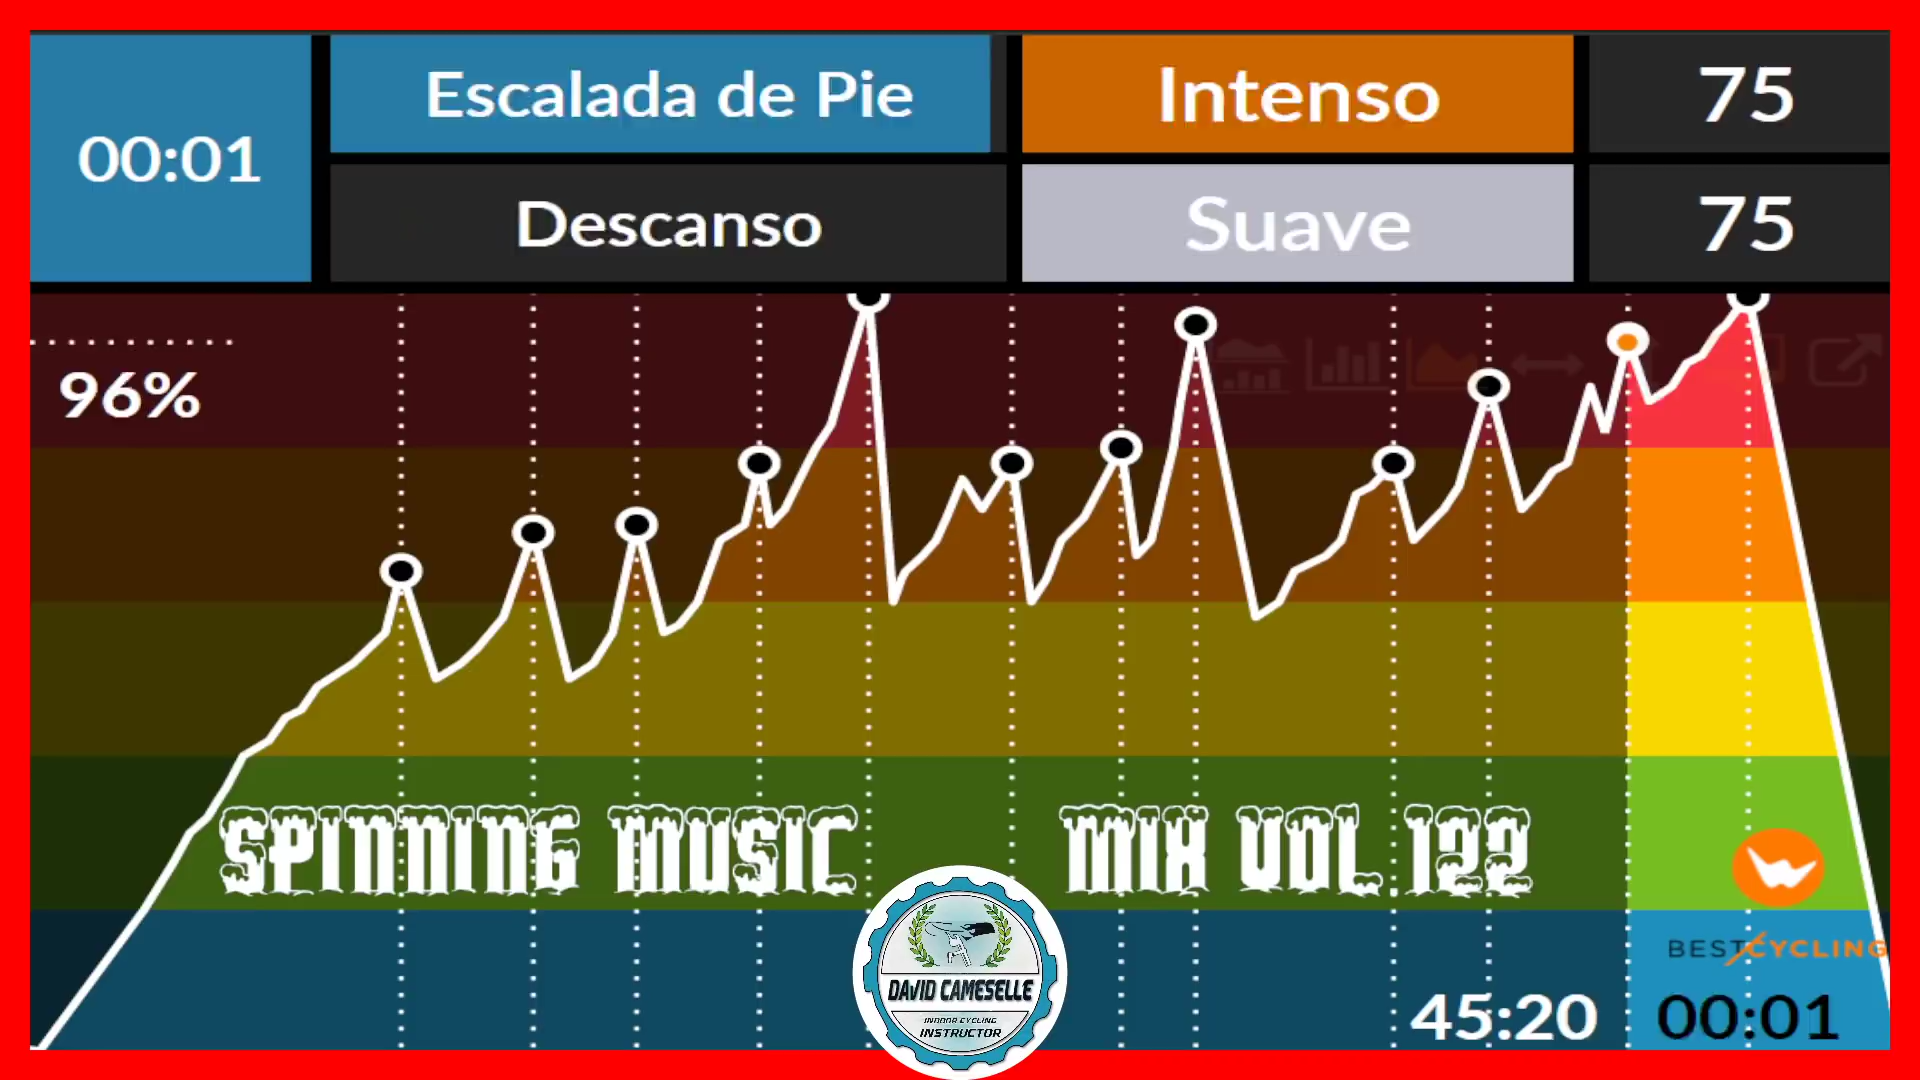 00:01
Escalada de Pie
Intenso
75
Descanso
Suave
75
96%
SPINNING MUSIC MIX VOL.122
BESTCYCLING
DAVID CAMESELLE
INDOOR CYCLING
INSTRUCTOR
45:20
00:01